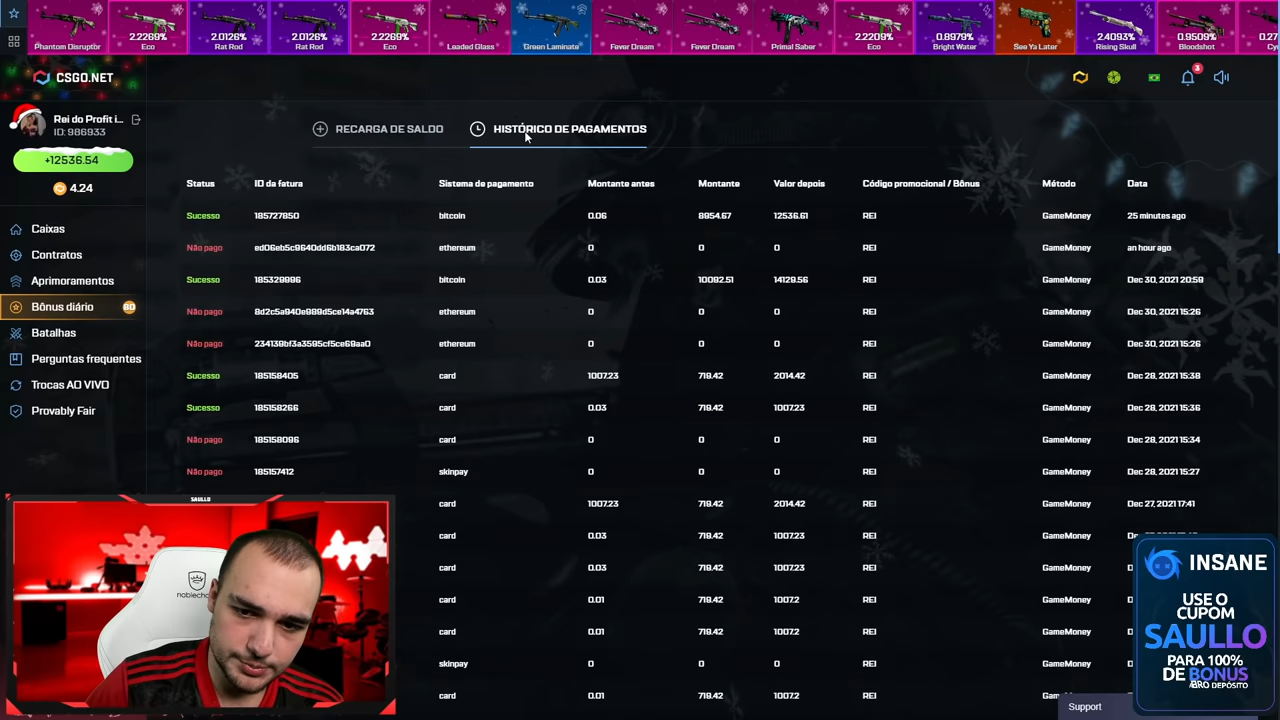 Phantom Disruptor
2.2269%
Eco
2.0126%
Rat Rod
2.0126%
Rat Rod
2.2269%
Eco
Leaded Glass
Green Laminate
Fever Dream
Fever Dream
Primal Saber
2.2209%
Eco
0.8979%
Bright Water
See Ya Later
2.4093%
Rising Skull
0.9509%
Bloodshot
CSGO.NET
3
Rei do Profit i...
ID: 986933
+12536.54
4.24
Caixas
Contratos
Aprimoramentos
Bônus diário
Batalhas
Perguntas frequentes
Trocas AO VIVO
Provably Fair
RECARGA DE SALDO HISTÓRICO DE PAGAMENTOS
Status ID da fatura Sistema de pagamento Montante antes Montante Valor depois Código promocional / Bônus Método Data
Sucesso 185727850 bitcoin 0.06 8954.67 12536.61 REI GameMoney 25 minutes ago
Não pago ed06eb5c9640dd6b183ca072 ethereum 0 0 0 REI GameMoney an hour ago
Sucesso 185329996 bitcoin 0.03 10092.51 14129.56 REI GameMoney Dec 30, 2021 20:59
Não pago 8d2c5a940e989d5ce14a4763 ethereum 0 0 0 REI GameMoney Dec 30, 2021 15:26
Não pago 234139bf3a3595cf5ce69aa0 ethereum 0 0 0 REI GameMoney Dec 30, 2021 15:26
Sucesso 185158405 card 1007.23 719.42 2014.42 REI GameMoney Dec 28, 2021 15:38
Sucesso 185158266 card 0.03 719.42 1007.23 REI GameMoney Dec 28, 2021 15:36
Não pago 185158096 card 0 0 0 REI GameMoney Dec 28, 2021 15:34
Não pago 185157412 skinpay 0 0 0 REI GameMoney Dec 28, 2021 15:27
card 1007.23 719.42 2014.42 REI GameMoney Dec 27, 2021 17:41
card 0.03 719.42 1007.23 REI GameMoney
card 0.03 719.42 1007.23 REI GameMoney
card 0.01 719.42 1007.2 REI GameMoney
card 0.01 719.42 1007.2 REI GameMoney
skinpay 0 0 0 REI GameMoney
card 0.01 719.42 1007.2 REI GameMoney
SAULLO
INSANE
USE O
CUPOM
SAULLO
PARA 100%
DE BONUS
Support